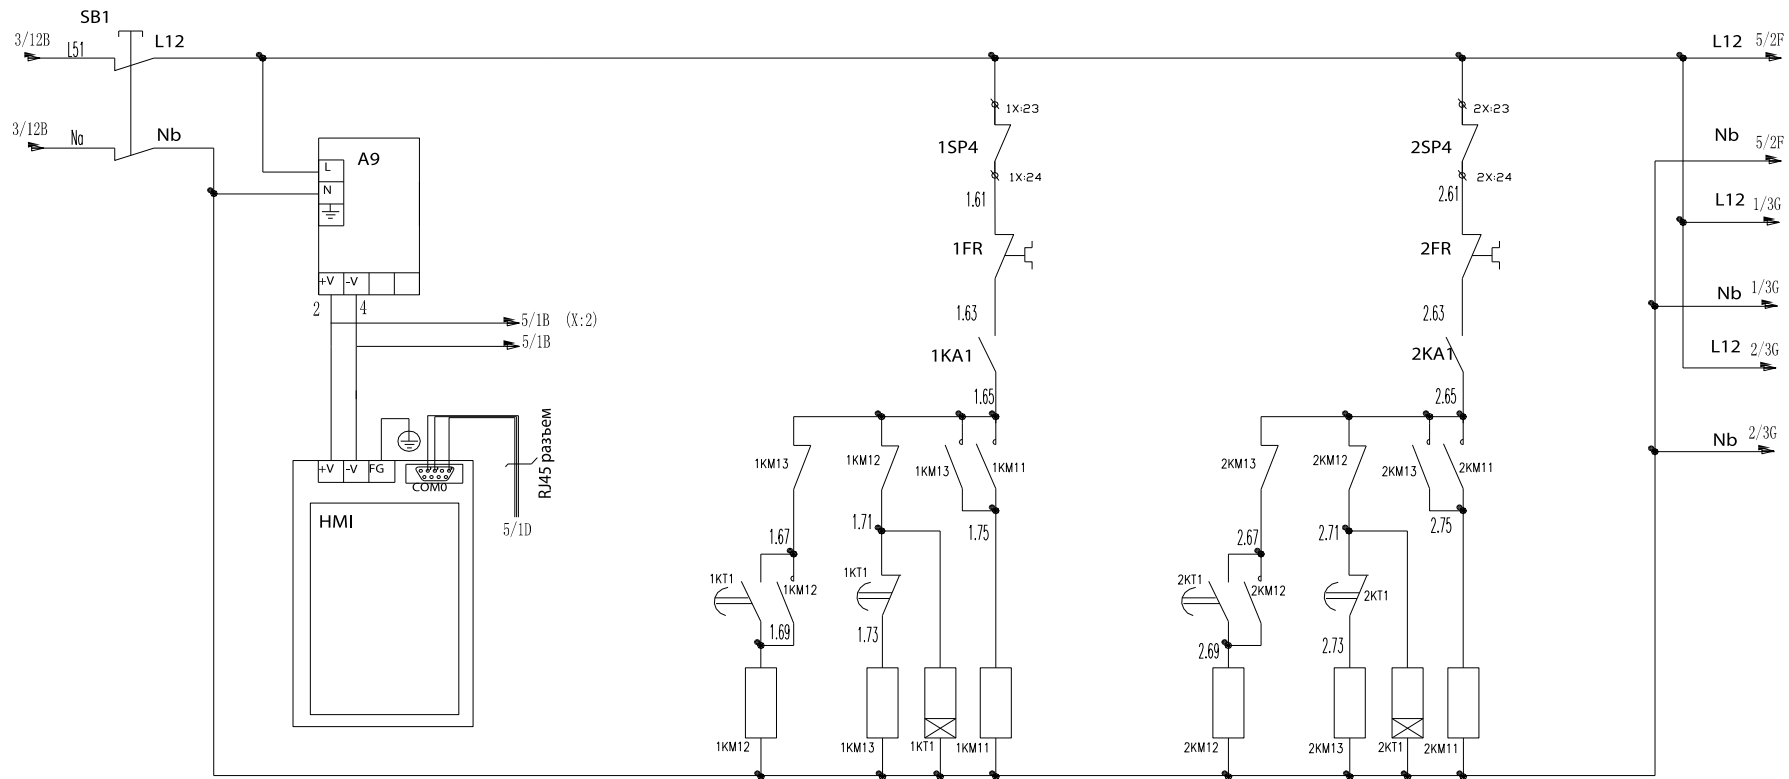 SB1
3/12B
L51
L12
L12
5/2F
3/12B
Na
Nb
Nb
5/2F
A9
L
N
+V
-V
2
4
5/1B (X:2)
5/1B
1X:23
1SP4
1X:24
1.61
1FR
1.63
1KA1
1.65
2X:23
2SP4
2X:24
2.61
2FR
2.63
2KA1
2.65
L12
1/3G
Nb
1/3G
L12
2/3G
Nb
2/3G
+V
-V
FG
COM0
RJ45 разъем
HMI
5/1D
1KM13
1KM12
1KM13
1KM11
1.67
1.71
1.75
1KT1
1KM12
1KT1
1.69
1.73
1KM12
1KM13
1KT1
1KM11
2KM13
2KM12
2KM13
2KM11
2.67
2.71
2.75
2KT1
2KM12
2KT1
2.69
2.73
2KM12
2KM13
2KT1
2KM11